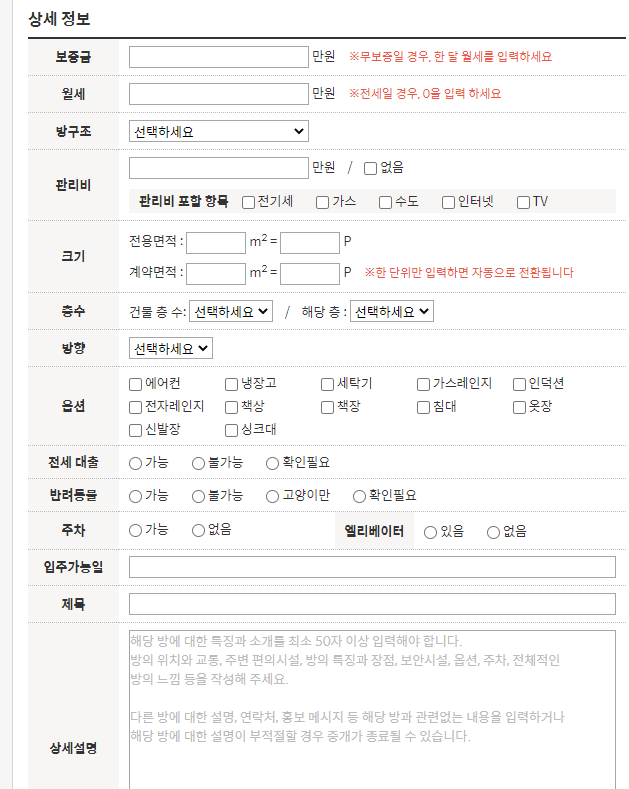 상세 정보
보증금 만원 ※무보증일 경우, 한 달 월세를 입력하세요
월세 만원 ※전세일 경우, 0을 입력 하세요
방구조 선택하세요
관리비 만원 / 없음
관리비 포함 항목 전기세 가스 수도 인터넷 TV
크기 전용면적 : m² = P
계약면적 : m² = P ※한 단위만 입력하면 자동으로 전환됩니다
층수 건물 층 수: 선택하세요 / 해당 층 : 선택하세요
방향 선택하세요
옵션 에어컨 냉장고 세탁기 가스레인지 인덕션
전자레인지 책상 책장 침대 옷장
신발장 싱크대
전세 대출 가능 불가능 확인필요
반려동물 가능 불가능 고양이만 확인필요
주차 가능 없음 엘리베이터 있음 없음
입주가능일
제목
상세설명
해당 방에 대한 특징과 소개를 최소 50자 이상 입력해야 합니다.
방의 위치와 교통, 주변 편의시설, 방의 특징과 장점, 보안시설, 옵션, 주차, 전체적인
방의 느낌 등을 작성해 주세요.
다른 방에 대한 설명, 연락처, 홍보 메시지 등 해당 방과 관련없는 내용을 입력하거나
해당 방에 대한 설명이 부적절할 경우 중개가 종료될 수 있습니다.